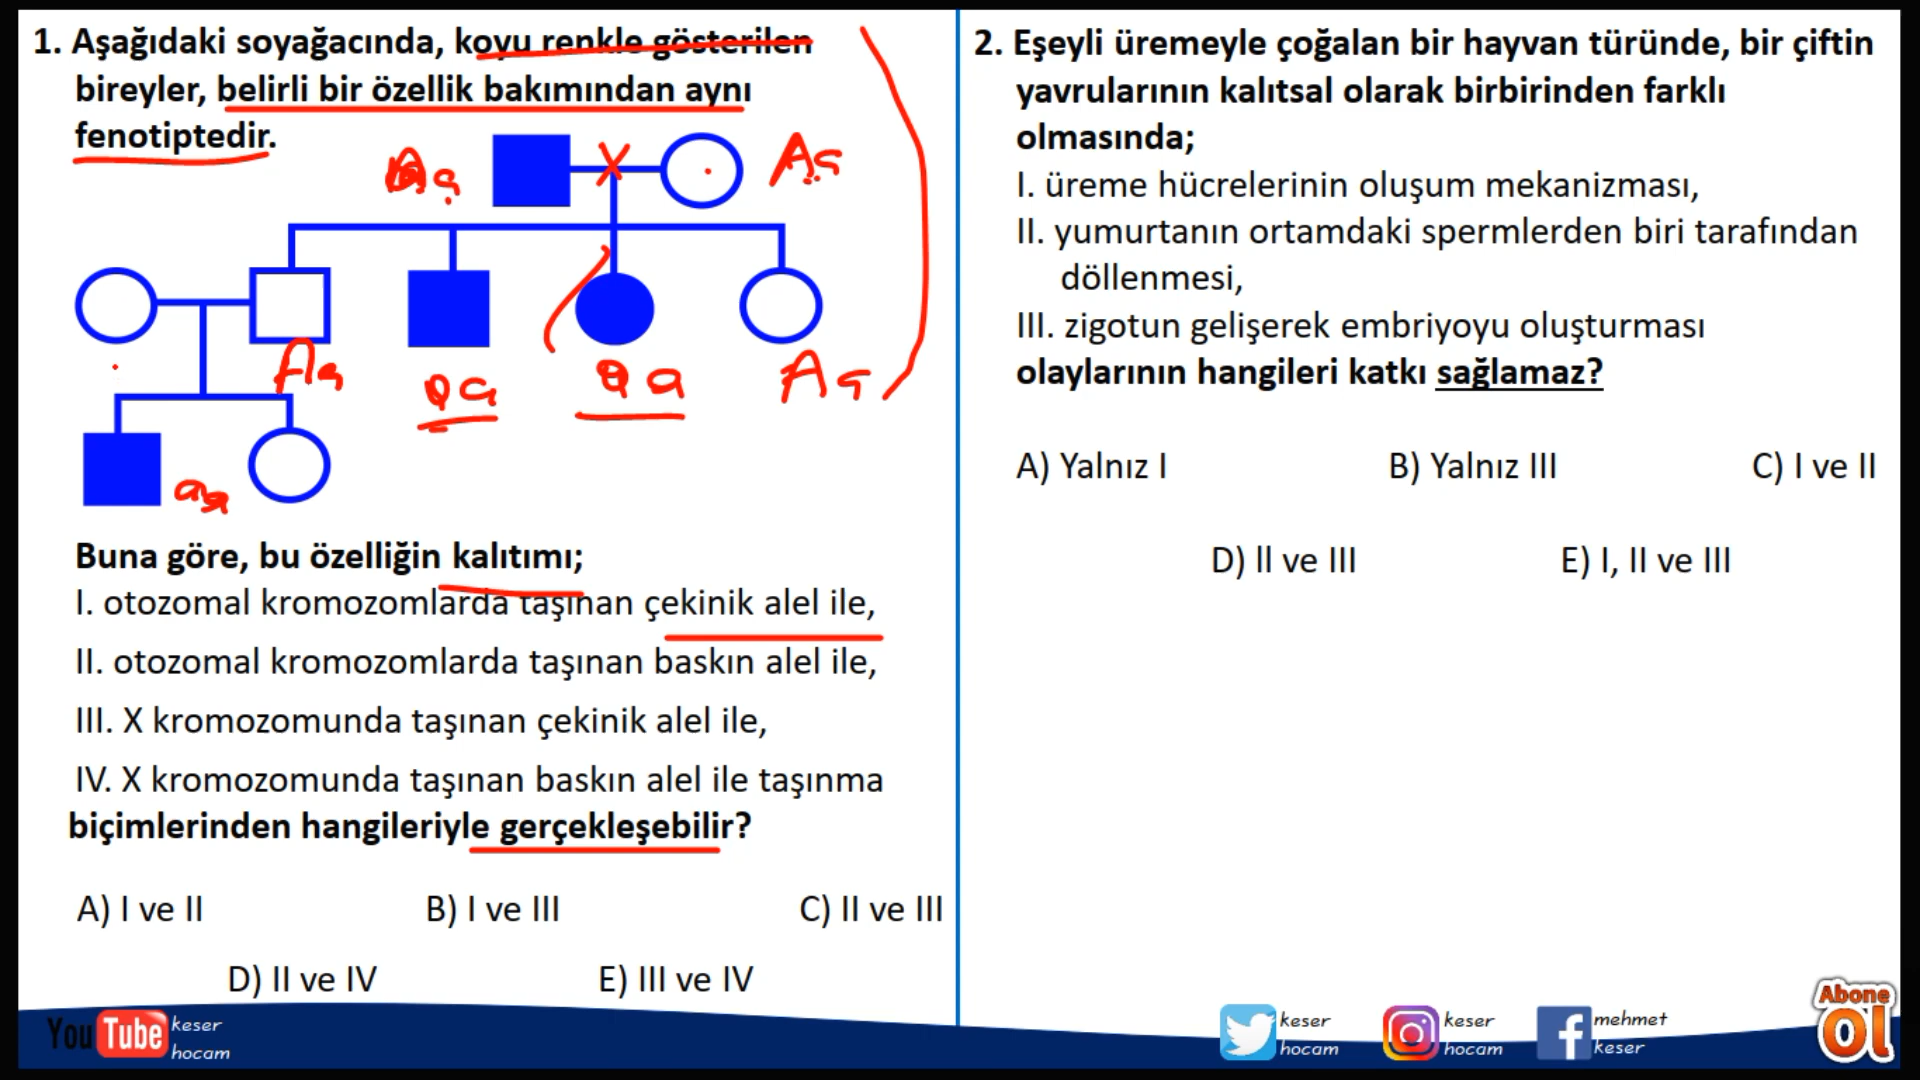 1. Aşağıdaki soyağacında, koyu renkle gösterilen
bireyler, belirli bir özellik bakımından aynı
fenotiptedir.
Aa
Aa
Aa
aa
aa
Aa
aa
Buna göre, bu özelliğin kalıtımı;
I. otozomal kromozomlarda taşınan çekinik alel ile,
II. otozomal kromozomlarda taşınan baskın alel ile,
III. X kromozomunda taşınan çekinik alel ile,
IV. X kromozomunda taşınan baskın alel ile taşınma
biçimlerinden hangileriyle gerçekleşebilir?
A) I ve II B) I ve III C) II ve III
D) II ve IV E) III ve IV
2. Eşeyli üremeyle çoğalan bir hayvan türünde, bir çiftin
yavrularının kalıtsal olarak birbirinden farklı
olmasında;
I. üreme hücrelerinin oluşum mekanizması,
II. yumurtanın ortamdaki spermlerden biri tarafından
döllenmesi,
III. zigotun gelişerek embriyoyu oluşturması
olaylarının hangileri katkı sağlamaz?
A) Yalnız I B) Yalnız III C) I ve II
D) ll ve III E) I, II ve III
YouTube keser
hocam
keser
hocam
keser
hocam
mehmet
keser
Abone
Ol